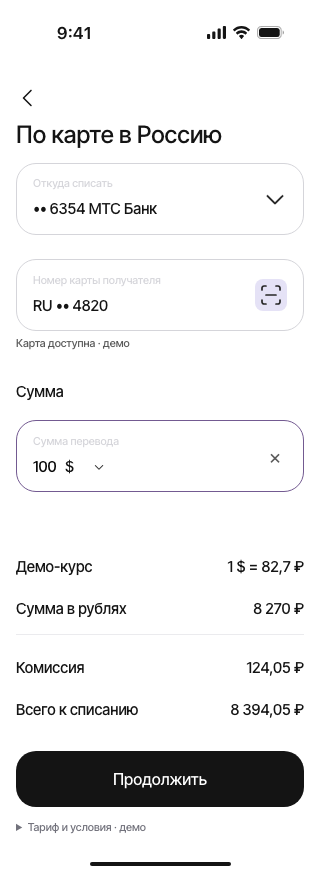 9:41
По карте в Россию
Откуда списать
•• 6354 МТС Банк
Номер карты получателя
RU •• 4820
Карта доступна · демо
Сумма
Сумма перевода
100 $
Демо-курс 1 $ = 82,7 ₽
Сумма в рублях 8 270 ₽
Комиссия 124,05 ₽
Всего к списанию 8 394,05 ₽
Продолжить
Тариф и условия · демо